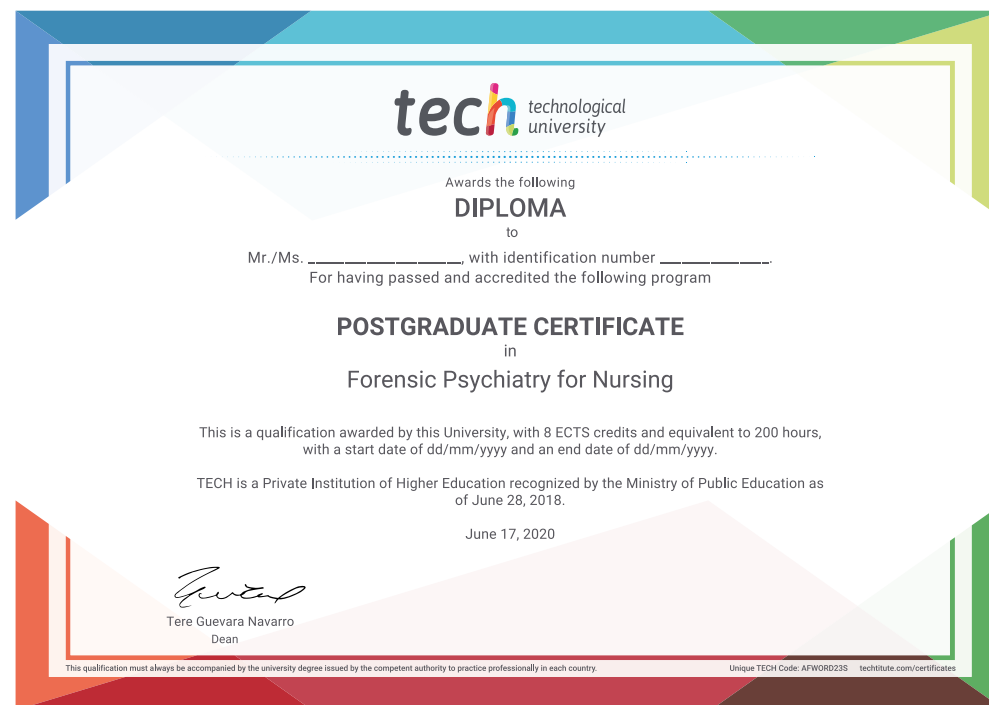 tech technological
university
Awards the following
DIPLOMA
to
Mr./Ms. ____________________, with identification number ______________.
For having passed and accredited the following program
POSTGRADUATE CERTIFICATE
in
Forensic Psychiatry for Nursing
This is a qualification awarded by this University, with 8 ECTS credits and equivalent to 200 hours,
with a start date of dd/mm/yyyy and an end date of dd/mm/yyyy.
TECH is a Private Institution of Higher Education recognized by the Ministry of Public Education as
of June 28, 2018.
June 17, 2020
Tere Guevara Navarro
Dean
This qualification must always be accompanied by the university degree issued by the competent authority to practice professionally in each country.
Unique TECH Code: AFWORD23S techtitute.com/certificates